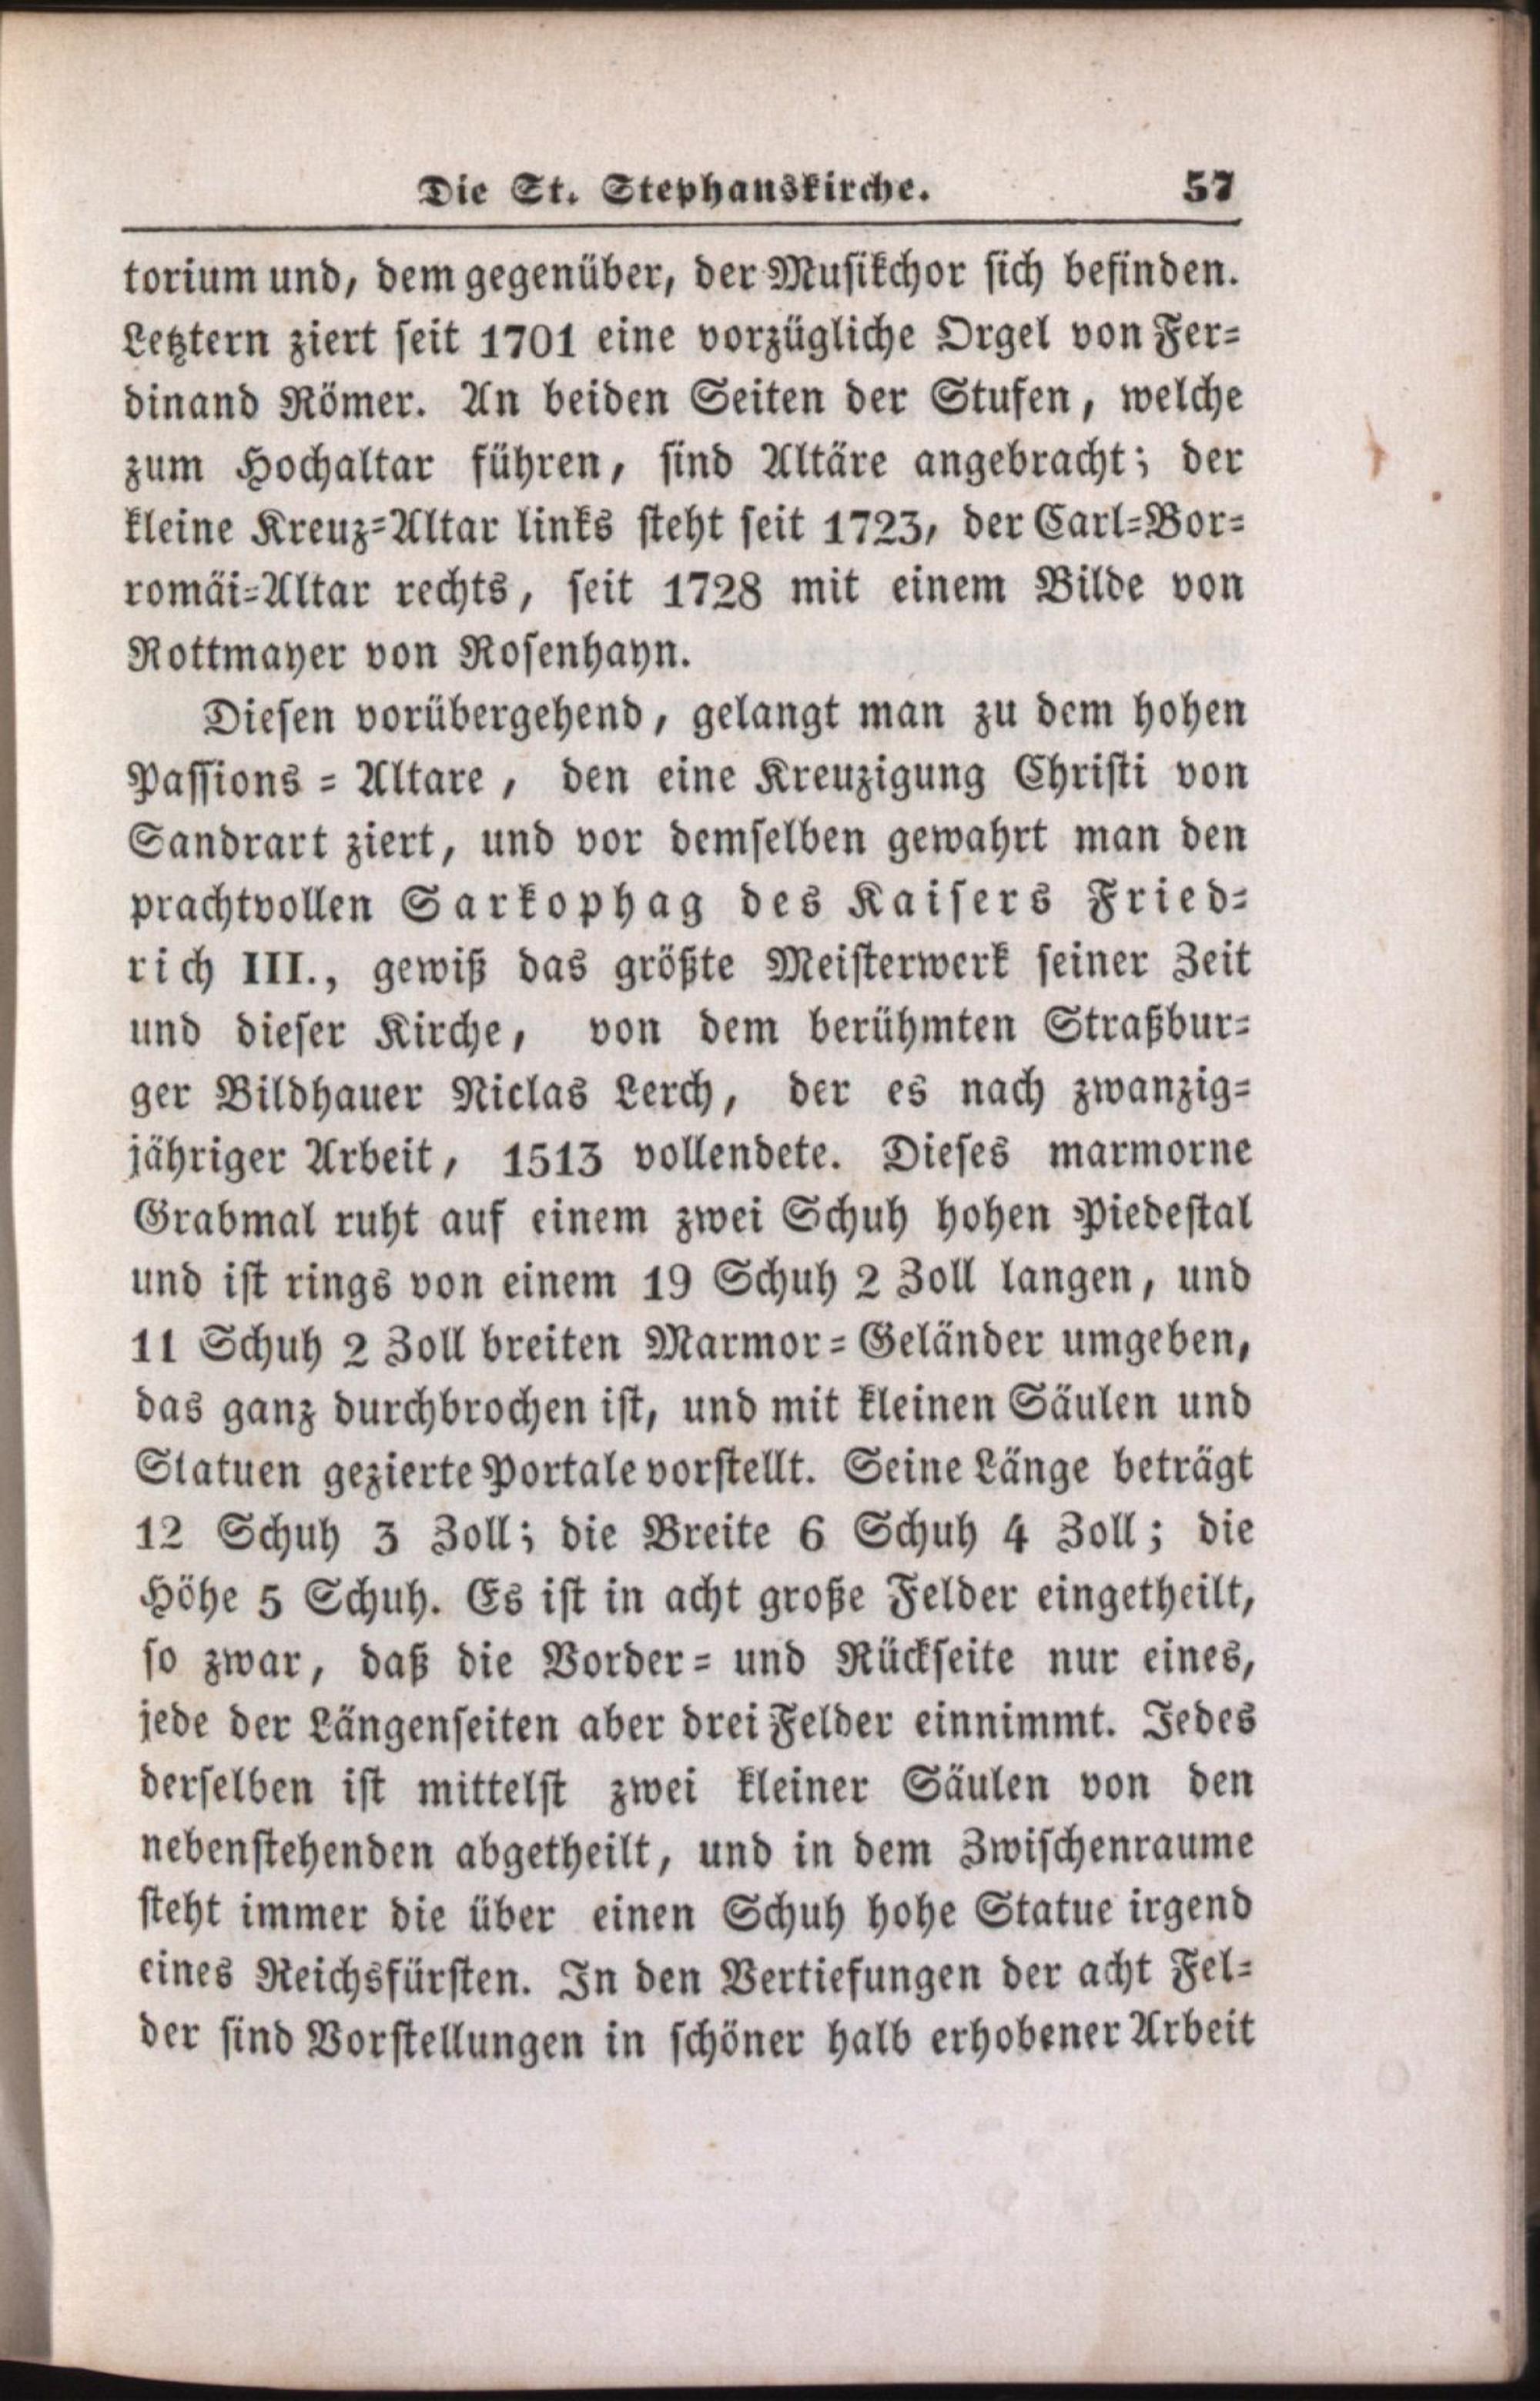 Die St. Stephanskirche. 57
torium und, dem gegenüber, der Musikchor sich befinden.
Letztern ziert seit 1701 eine vorzügliche Orgel von Fer=
dinand Römer. An beiden Seiten der Stufen, welche
zum Hochaltar führen, sind Altäre angebracht; der
kleine Kreuz=Altar links steht seit 1723, der Carl=Bor=
romäi=Altar rechts, seit 1728 mit einem Bilde von
Rottmayer von Rosenhayn.
Diesen vorübergehend, gelangt man zu dem hohen
Passions = Altare, den eine Kreuzigung Christi von
Sandrart ziert, und vor demselben gewahrt man den
prachtvollen Sarkophag des Kaisers Fried=
rich III., gewiß das größte Meisterwerk seiner Zeit
und dieser Kirche, von dem berühmten Straßbur=
ger Bildhauer Niclas Lerch, der es nach zwanzig=
jähriger Arbeit, 1513 vollendete. Dieses marmorne
Grabmal ruht auf einem zwei Schuh hohen Piedestal
und ist rings von einem 19 Schuh 2 Zoll langen, und
11 Schuh 2 Zoll breiten Marmor = Geländer umgeben,
das ganz durchbrochen ist, und mit kleinen Säulen und
Statuen gezierte Portale vorstellt. Seine Länge beträgt
12 Schuh 3 Zoll; die Breite 6 Schuh 4 Zoll; die
Höhe 5 Schuh. Es ist in acht große Felder eingetheilt,
so zwar, daß die Vorder = und Rückseite nur eines,
jede der Längenseiten aber drei Felder einnimmt. Jedes
derselben ist mittelst zwei kleiner Säulen von den
nebenstehenden abgetheilt, und in dem Zwischenraume
steht immer die über einen Schuh hohe Statue irgend
eines Reichsfürsten. In den Vertiefungen der acht Fel=
der sind Vorstellungen in schöner halb erhobener Arbeit